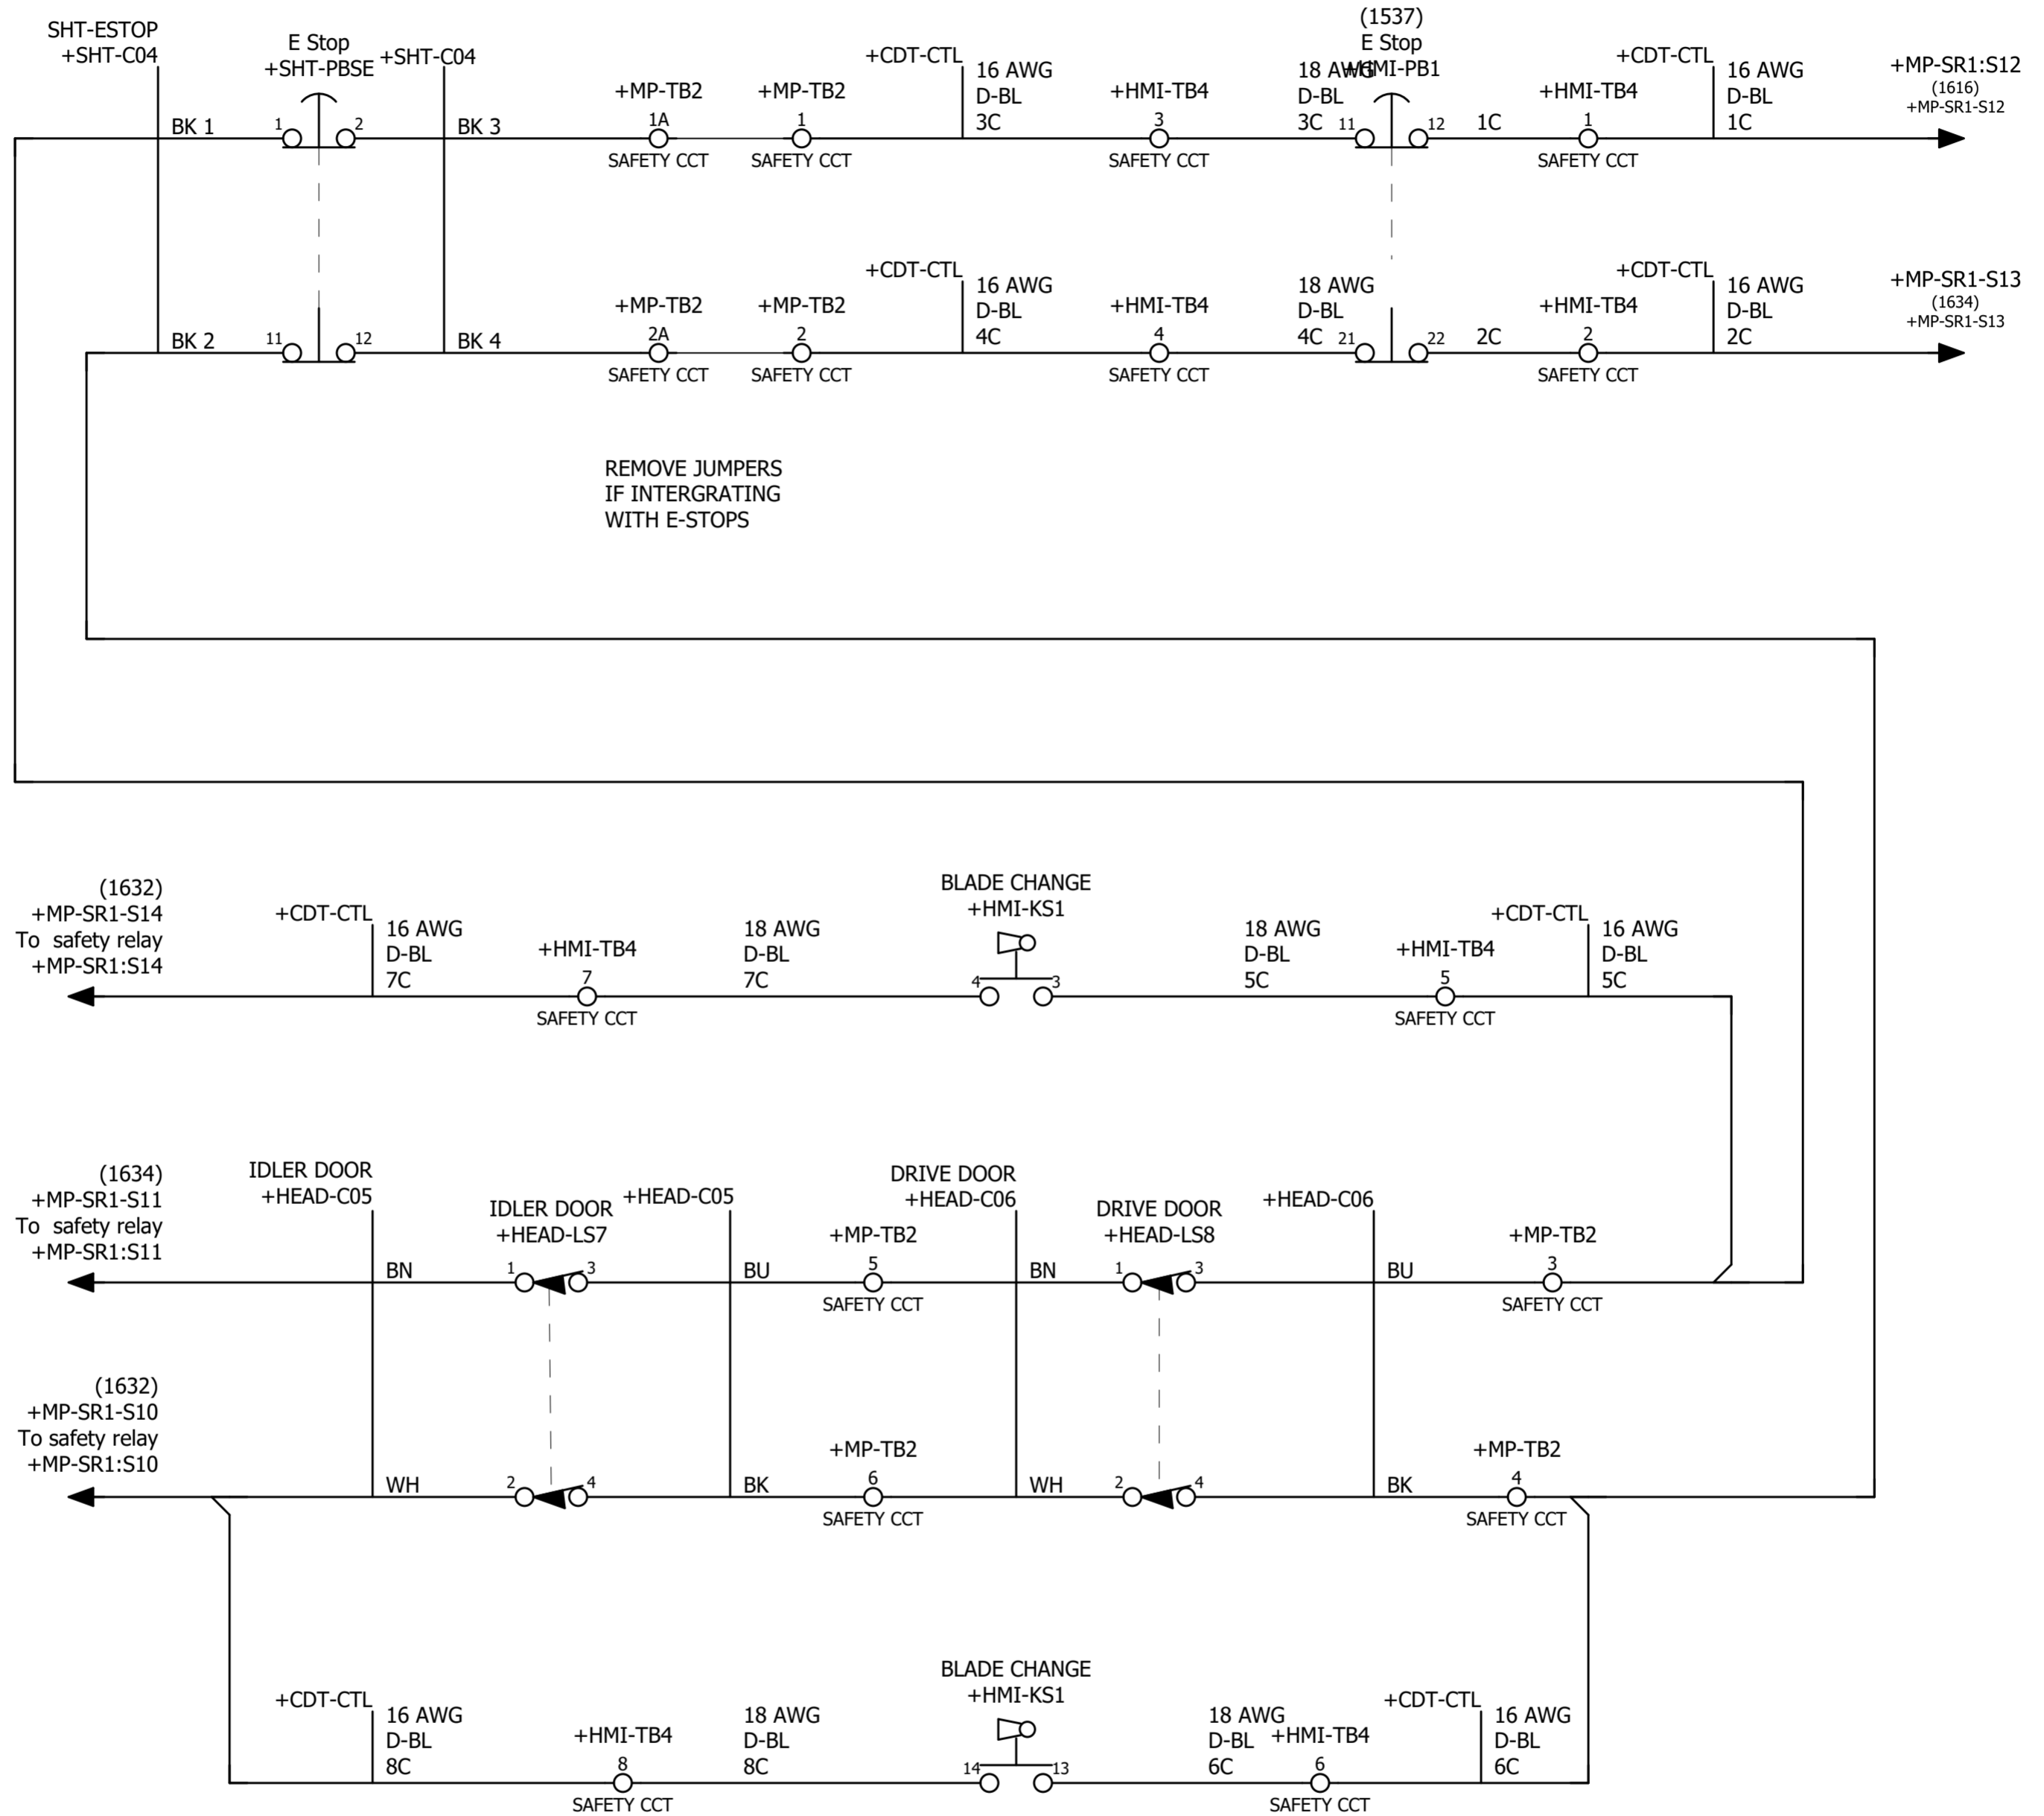 SHT-ESTOP
+SHT-C04
E Stop
+SHT-PBSE
+SHT-C04
BK 1
1
2
BK 3
+MP-TB2
1A
SAFETY CCT
+MP-TB2
1
SAFETY CCT
+CDT-CTL
16 AWG
D-BL
3C
+HMI-TB4
3
SAFETY CCT
18 AWG
D-BL
3C
(1537)
E Stop
+HMI-PB1
11
12
1C
+HMI-TB4
1
SAFETY CCT
+CDT-CTL
16 AWG
D-BL
1C
+MP-SR1:S12
(1616)
+MP-SR1-S12
BK 2
11
12
BK 4
+MP-TB2
2A
SAFETY CCT
+MP-TB2
2
SAFETY CCT
+CDT-CTL
16 AWG
D-BL
4C
+HMI-TB4
4
SAFETY CCT
18 AWG
D-BL
4C
21
22
2C
+HMI-TB4
2
SAFETY CCT
+CDT-CTL
16 AWG
D-BL
2C
+MP-SR1-S13
(1634)
+MP-SR1-S13
REMOVE JUMPERS
IF INTERGRATING
WITH E-STOPS
(1632)
+MP-SR1-S14
To safety relay
+MP-SR1:S14
+CDT-CTL
16 AWG
D-BL
7C
+HMI-TB4
7
SAFETY CCT
18 AWG
D-BL
7C
BLADE CHANGE
+HMI-KS1
4
3
18 AWG
D-BL
5C
+HMI-TB4
5
SAFETY CCT
+CDT-CTL
16 AWG
D-BL
5C
(1634)
+MP-SR1-S11
To safety relay
+MP-SR1:S11
IDLER DOOR
+HEAD-C05
BN
IDLER DOOR
+HEAD-LS7
1
3
+HEAD-C05
BU
+MP-TB2
5
SAFETY CCT
DRIVE DOOR
+HEAD-C06
BN
DRIVE DOOR
+HEAD-LS8
1
3
+HEAD-C06
BU
+MP-TB2
3
SAFETY CCT
(1632)
+MP-SR1-S10
To safety relay
+MP-SR1:S10
WH
2
4
BK
+MP-TB2
6
SAFETY CCT
WH
2
4
BK
+MP-TB2
4
SAFETY CCT
+CDT-CTL
16 AWG
D-BL
8C
+HMI-TB4
8
SAFETY CCT
18 AWG
D-BL
8C
BLADE CHANGE
+HMI-KS1
14
13
18 AWG
D-BL
6C
+HMI-TB4
6
SAFETY CCT
+CDT-CTL
16 AWG
D-BL
6C